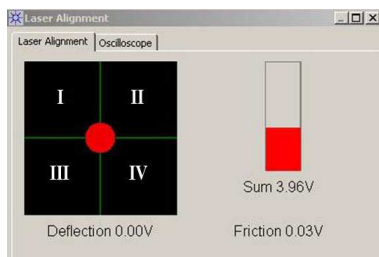 Laser Alignment
Laser Alignment Oscilloscope
I II
III IV
Sum 3.96V
Deflection 0.00V Friction 0.03V